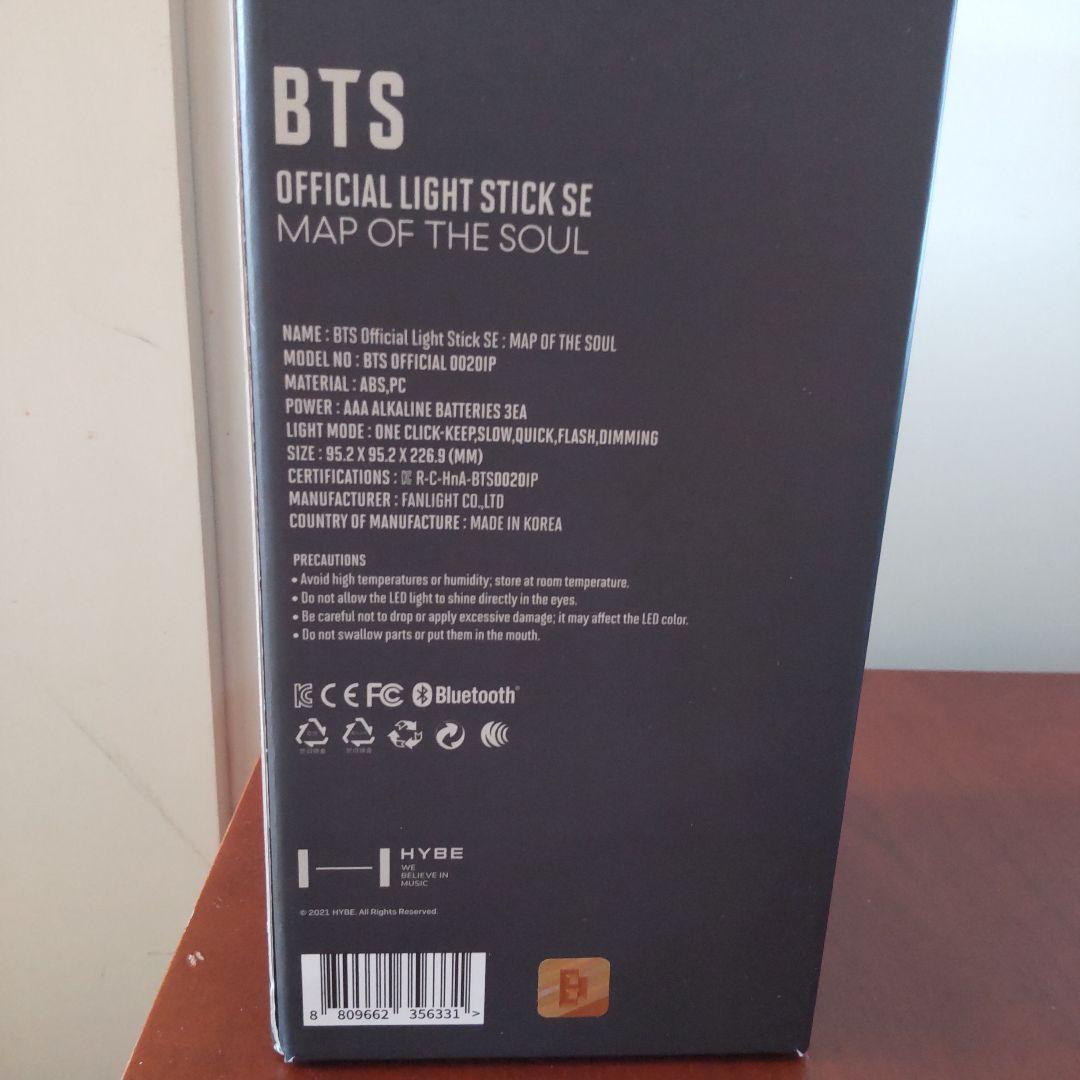 BTS
OFFICIAL LIGHT STICK SE
MAP OF THE SOUL
NAME : BTS Official Light Stick SE : MAP OF THE SOUL
MODEL NO : BTS OFFICIAL 0020IP
MATERIAL : ABS,PC
POWER : AAA ALKALINE BATTERIES 3EA
LIGHT MODE : ONE CLICK-KEEP,SLOW,QUICK,FLASH,DIMMING
SIZE : 95.2 X 95.2 X 226.9 (MM)
CERTIFICATIONS : R-C-HnA-BTS0020IP
MANUFACTURER : FANLIGHT CO.,LTD
COUNTRY OF MANUFACTURE : MADE IN KOREA
PRECAUTIONS
• Avoid high temperatures or humidity; store at room temperature.
• Do not allow the LED light to shine directly in the eyes.
• Be careful not to drop or apply excessive damage; it may affect the LED color.
• Do not swallow parts or put them in the mouth.
CE FC Bluetooth®
HYBE
WE
BELIEVE IN
MUSIC
© 2021 HYBE. All Rights Reserved.
8 809662 356331 >